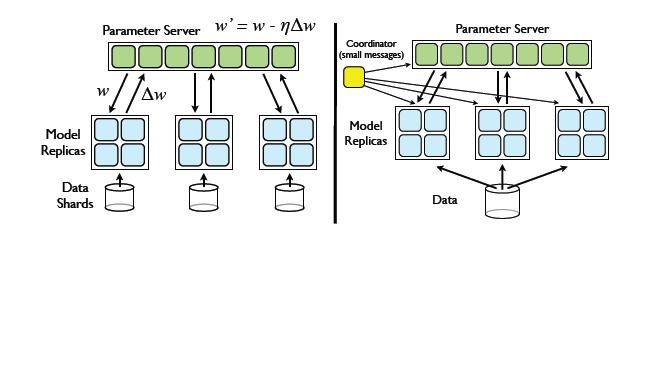 Parameter Server w' = w - ηΔw
w
Δw
Model
Replicas
Data
Shards
Parameter Server
Coordinator
(small messages)
Model
Replicas
Data